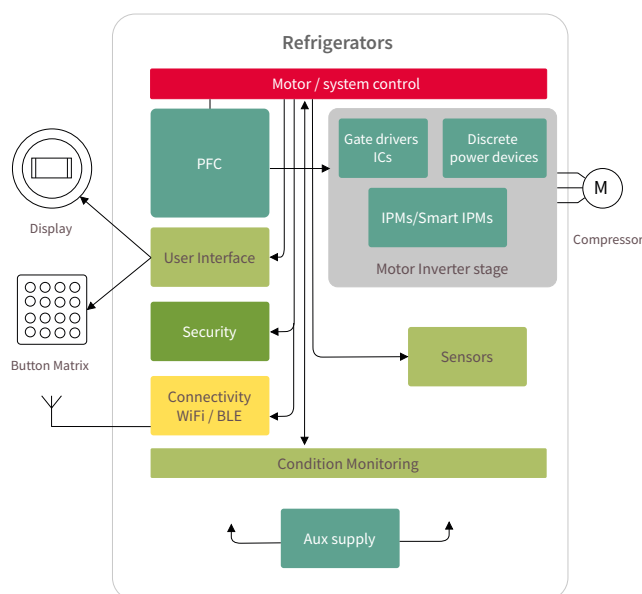 Refrigerators
Motor / system control
PFC
Gate drivers
ICs
Discrete
power devices
IPMs/Smart IPMs
Motor Inverter stage
M
Compressor
Display
User Interface
Button Matrix
Security
Sensors
Connectivity
WiFi / BLE
Condition Monitoring
Aux supply